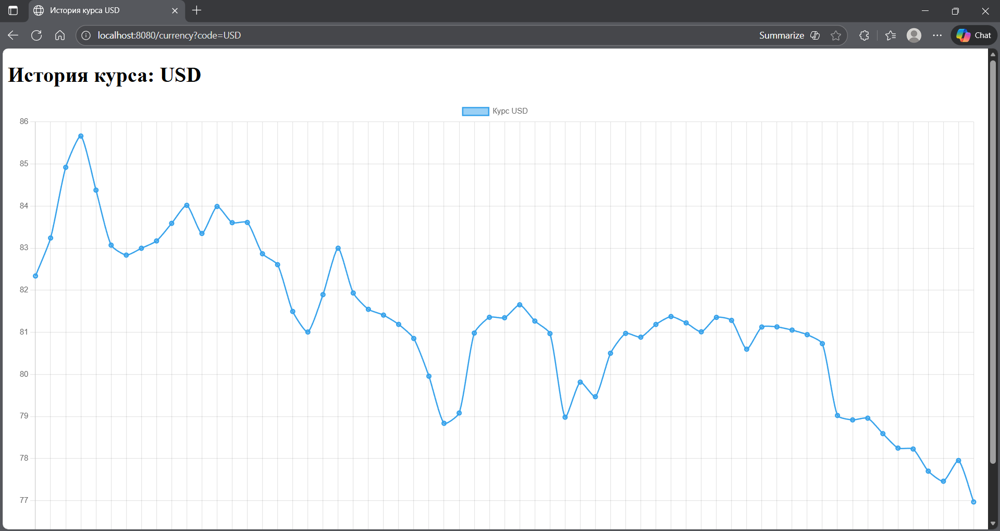 История курса USD
localhost:8080/currency?code=USD
Summarize
Chat
История курса: USD
Курс USD
86
85
84
83
82
81
80
79
78
77